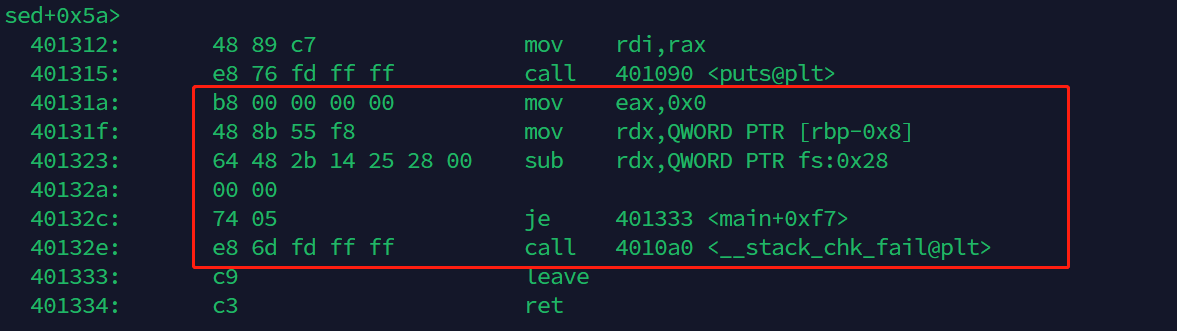 sed+0x5a>
401312: 48 89 c7 mov rdi,rax
401315: e8 76 fd ff ff call 401090 <puts@plt>
40131a: b8 00 00 00 00 mov eax,0x0
40131f: 48 8b 55 f8 mov rdx,QWORD PTR [rbp-0x8]
401323: 64 48 2b 14 25 28 00 sub rdx,QWORD PTR fs:0x28
40132a: 00 00
40132c: 74 05 je 401333 <main+0xf7>
40132e: e8 6d fd ff ff call 4010a0 <__stack_chk_fail@plt>
401333: c9 leave
401334: c3 ret